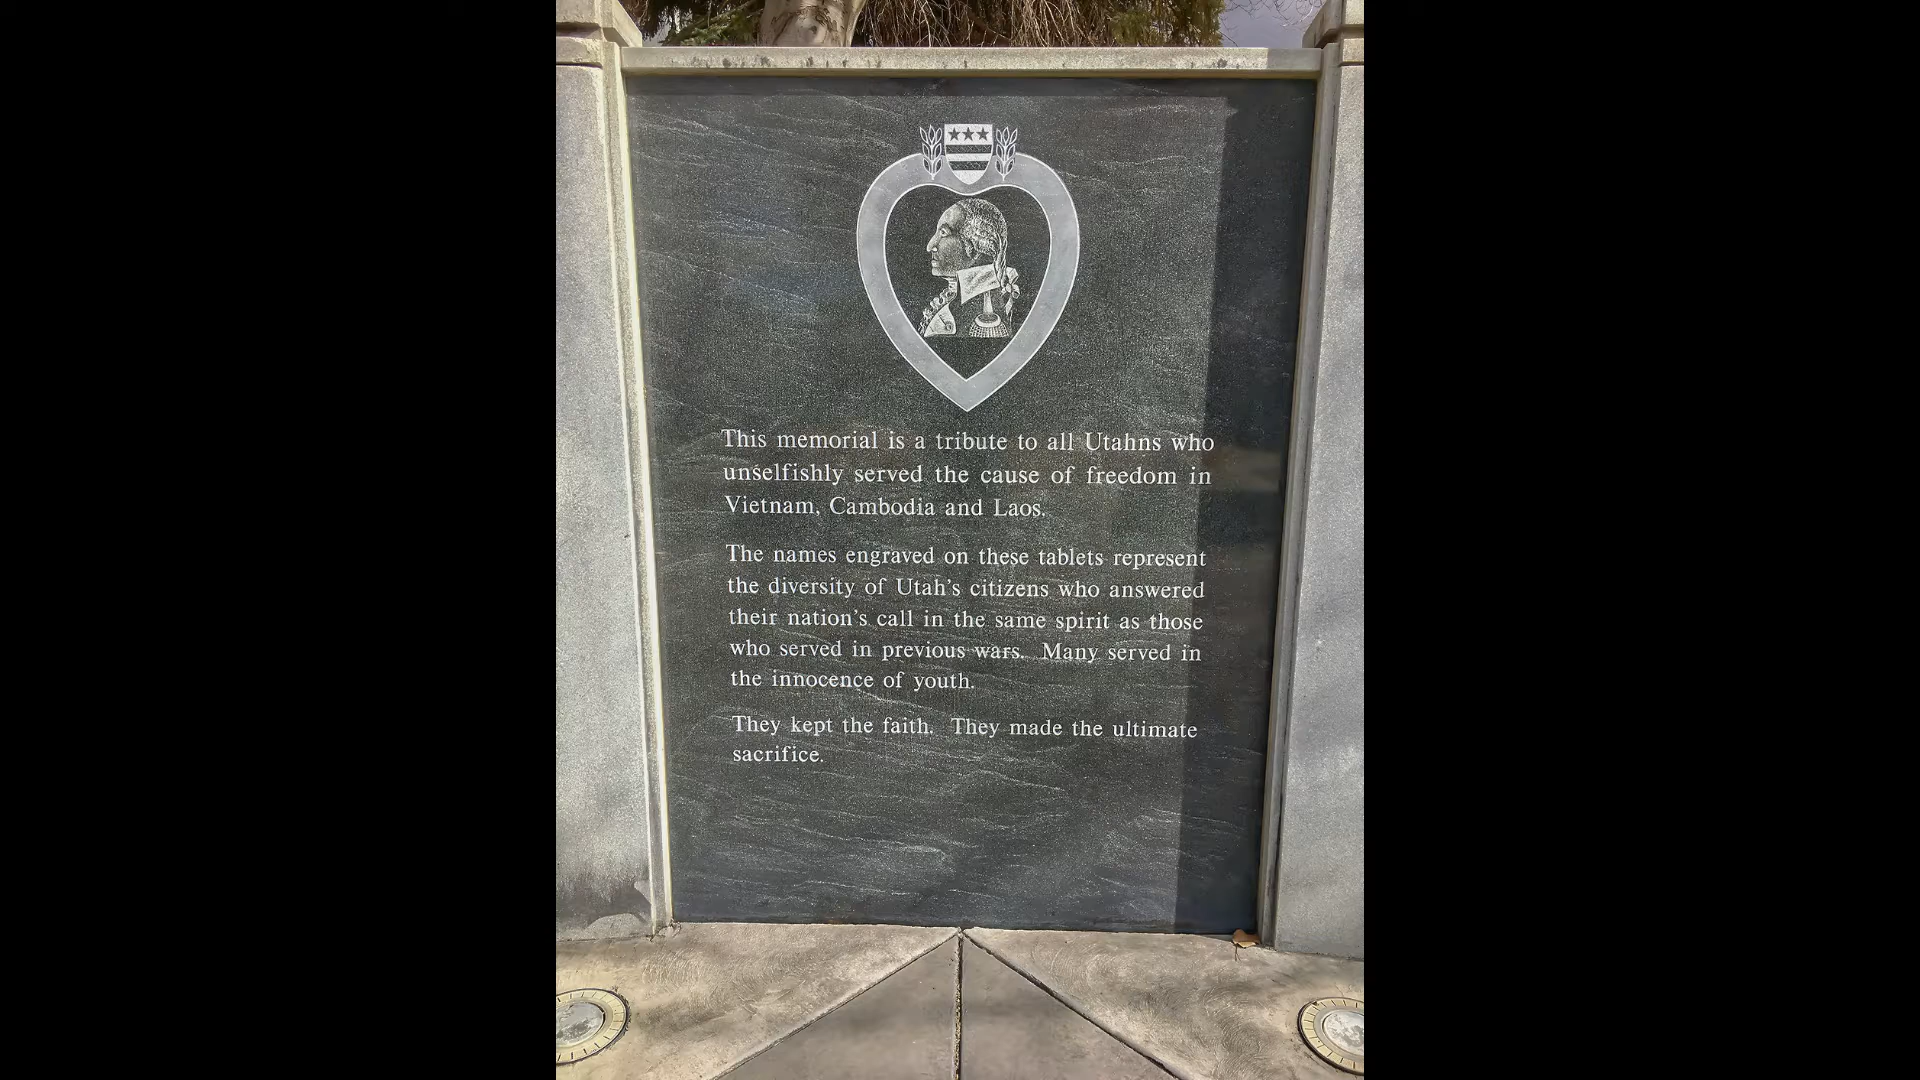 This memorial is a tribute to all Utahns who
unselfishly served the cause of freedom in
Vietnam, Cambodia and Laos.
The names engraved on these tablets represent
the diversity of Utah's citizens who answered
their nation's call in the same spirit as those
who served in previous wars. Many served in
the innocence of youth.
They kept the faith. They made the ultimate
sacrifice.